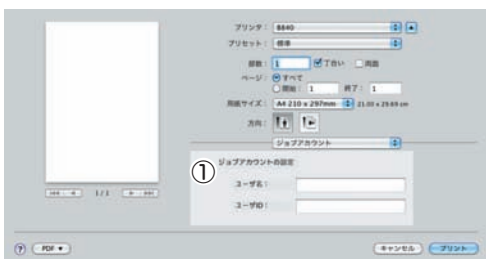 プリンタ： B840
プリセット： 標準
部数： 1 丁合い 両面
ページ： すべて
開始： 1 終了： 1
用紙サイズ： A4 210 x 297mm 21.00 x 29.69 cm
方向：
ジョブアカウント
① ジョブアカウントの設定
ユーザ名：
ユーザID：
1 / 1
? PDF ▼ キャンセル プリント